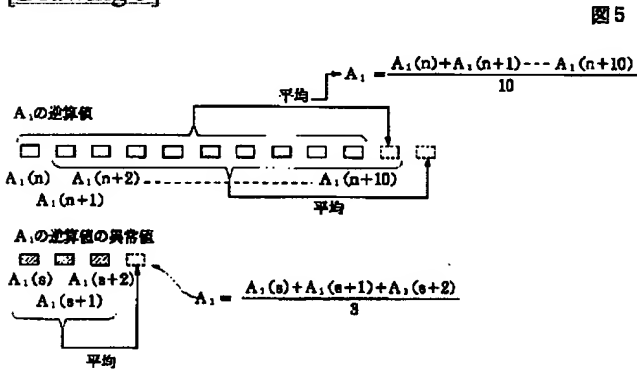 図5
A₁ = A₁(n)+A₁(n+1)---A₁(n+10) / 10
平均
A₁の逆算値
A₁(n) A₁(n+2)------------A₁(n+10)
A₁(n+1)
平均
A₁の逆算値の異常値
A₁(s) A₁(s+2)
A₁(s+1)
A₁ = A₁(s)+A₁(s+1)+A₁(s+2) / 3
平均